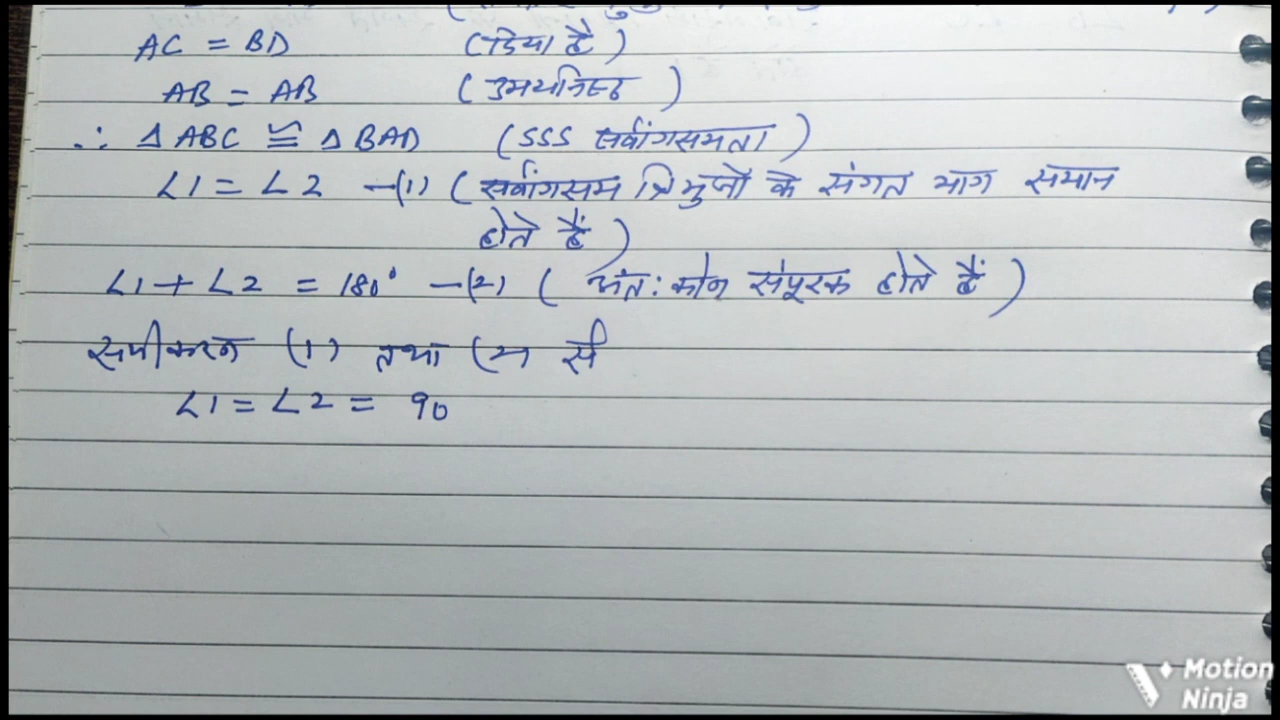 AC = BD (दिया है)
AB = AB (उभयनिष्ठ)
∴ △ABC ≅ △BAD (SSS सर्वांगसमता)
∠1 = ∠2 —(1) (सर्वांगसम त्रिभुजों के संगत भाग समान
होते हैं)
∠1 + ∠2 = 180° —(2) (अंतः कोन संपूरक होते हैं)
समीकरन (1) तथा (2) से
∠1 = ∠2 = 90
Motion
Ninja